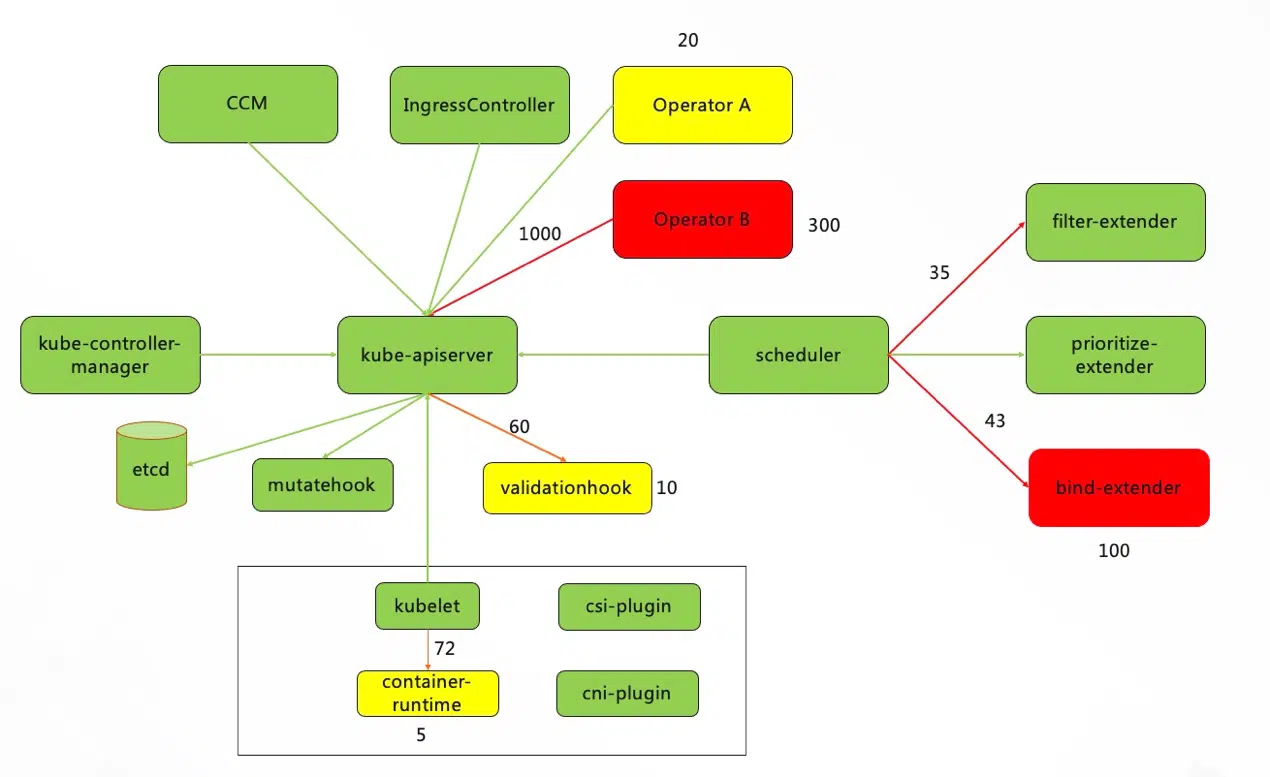 20
CCM
IngressController
Operator A
Operator B
300
1000
filter-extender
35
kube-controller-
manager
kube-apiserver
scheduler
prioritize-
extender
43
60
etcd
mutatehook
validationhook
10
bind-extender
100
kubelet
csi-plugin
72
container-
runtime
cni-plugin
5